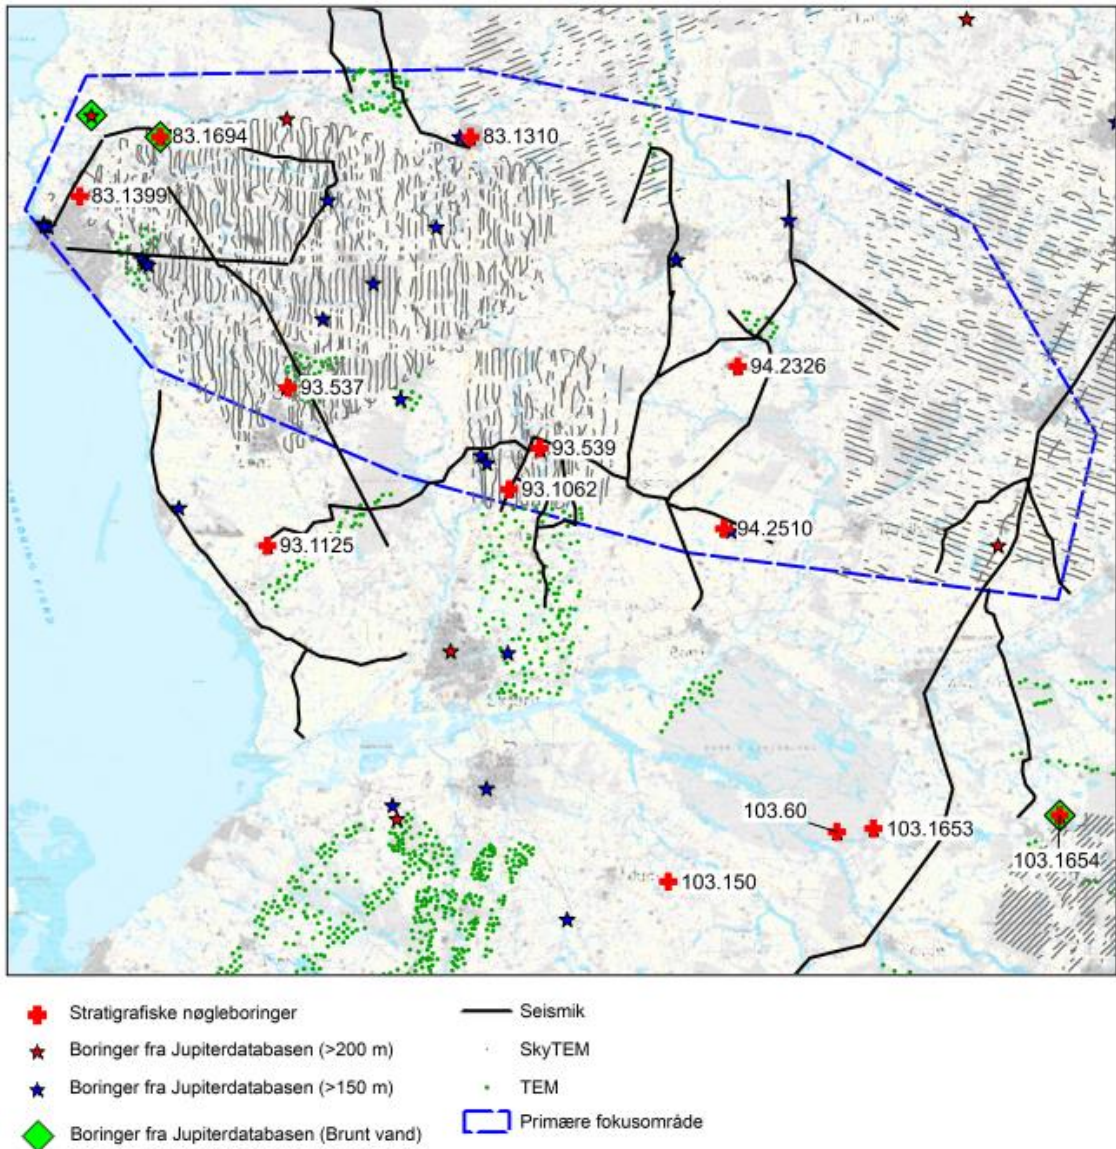 83.1694
83.1310
83.1399
94.2326
93.537
93.539
93.1062
94.2510
93.1125
103.60
103.1653
103.1654
103.150
Stratigrafiske nøgleboringer
Seismik
Boringer fra Jupiterdatabasen (>200 m)
SkyTEM
Boringer fra Jupiterdatabasen (>150 m)
TEM
Boringer fra Jupiterdatabasen (Brunt vand)
Primære fokusområde